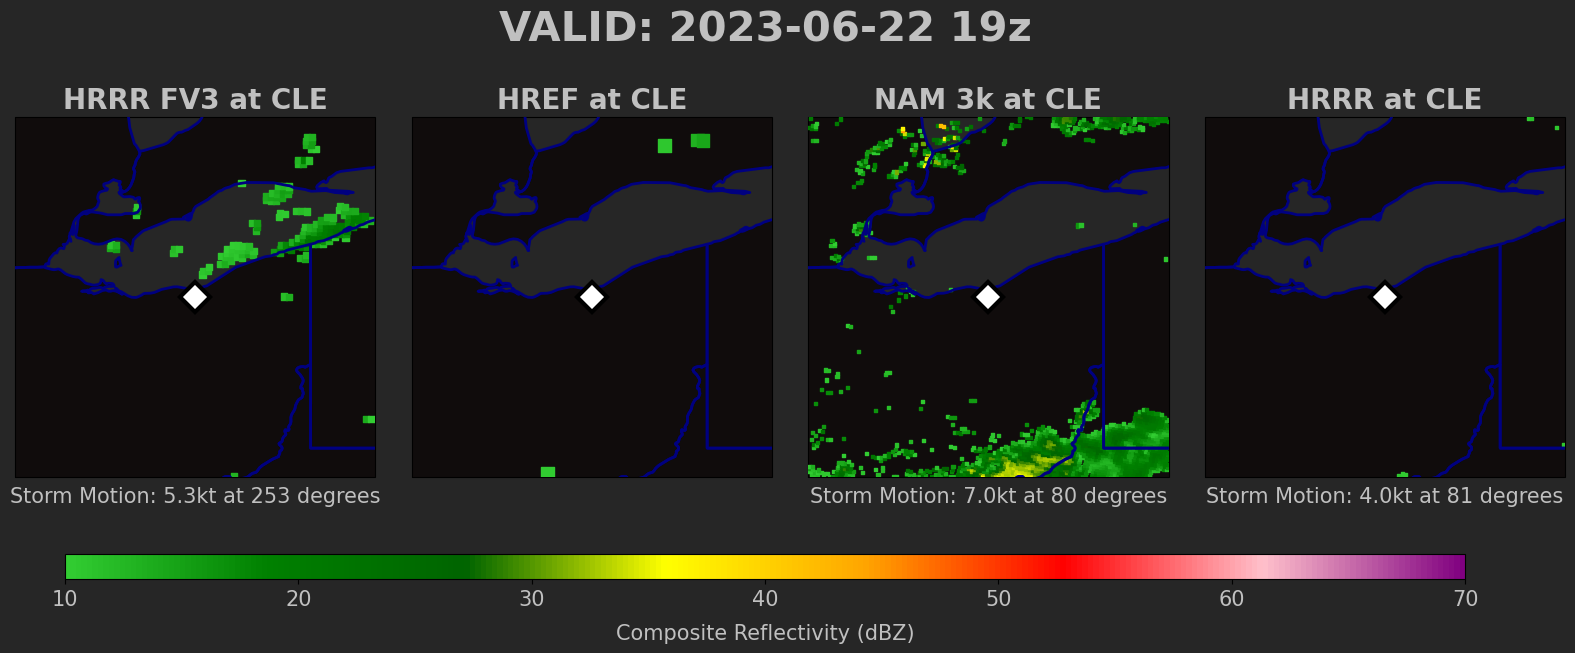 VALID: 2023-06-22 19z
HRRR FV3 at CLE
HREF at CLE
NAM 3k at CLE
HRRR at CLE
Storm Motion: 5.3kt at 253 degrees
Storm Motion: 7.0kt at 80 degrees
Storm Motion: 4.0kt at 81 degrees
10 20 30 40 50 60 70
Composite Reflectivity (dBZ)